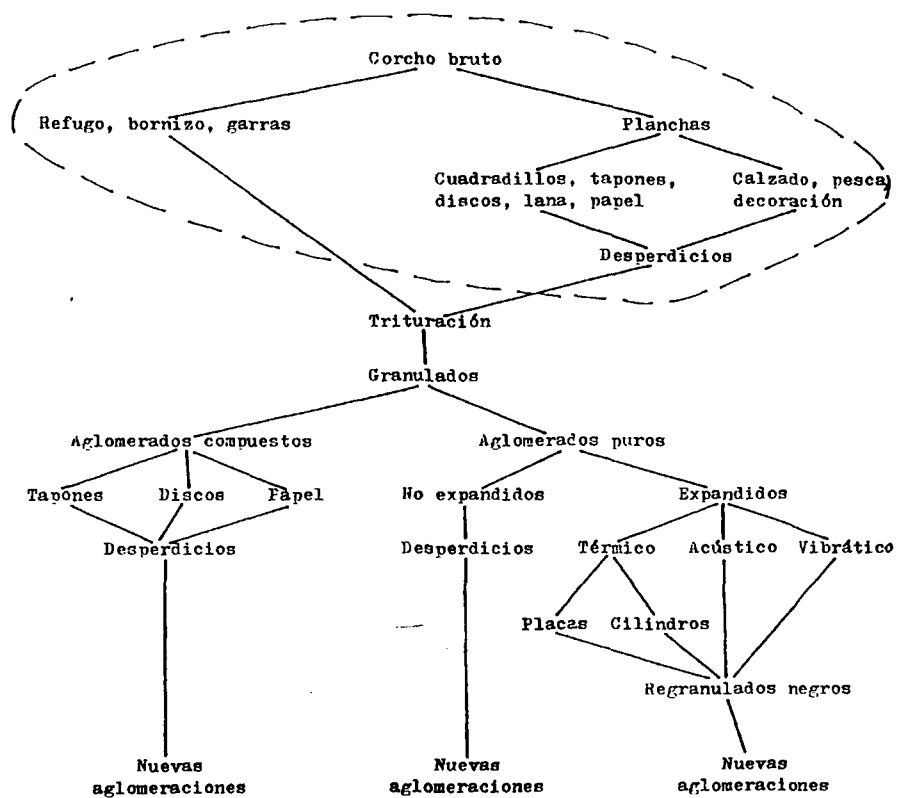 Corcho bruto
Refugo, bornizo, garras
Planchas
Cuadradillos, tapones,
discos, lana, papel
Calzado, pesca,
decoración
Desperdicios
Trituración
Granulados
Aglomerados compuestos
Aglomerados puros
Tapones
Discos
Papel
No expandidos
Expandidos
Desperdicios
Desperdicios
Térmico
Acústico
Vibrático
Placas
Cilindros
Regranulados negros
Nuevas
aglomeraciones
Nuevas
aglomeraciones
Nuevas
aglomeraciones